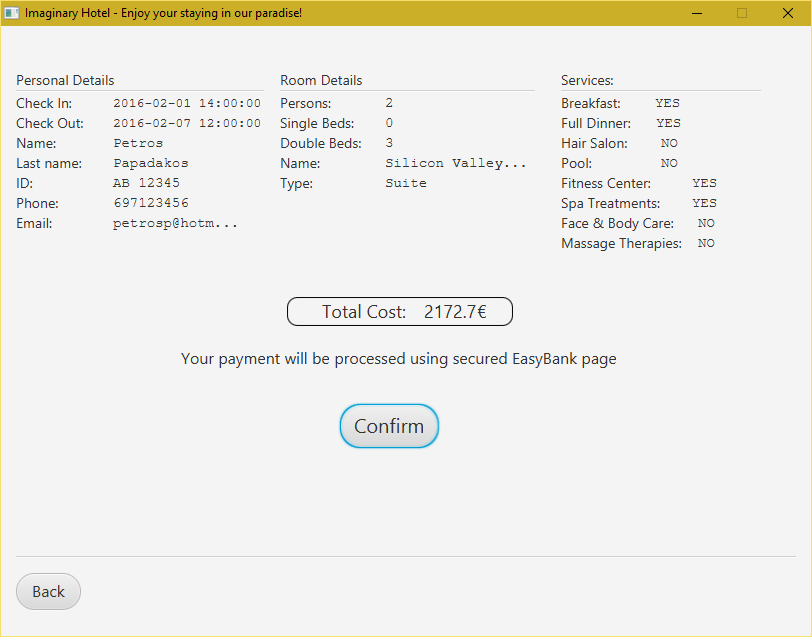 Imaginary Hotel - Enjoy your staying in our paradise!
Personal Details
Check In: 2016-02-01 14:00:00
Check Out: 2016-02-07 12:00:00
Name: Petros
Last name: Papadakos
ID: AB 12345
Phone: 697123456
Email: petrosp@hotm...
Room Details
Persons: 2
Single Beds: 0
Double Beds: 3
Name: Silicon Valley...
Type: Suite
Services:
Breakfast: YES
Full Dinner: YES
Hair Salon: NO
Pool: NO
Fitness Center: YES
Spa Treatments: YES
Face & Body Care: NO
Massage Therapies: NO
Total Cost: 2172.7€
Your payment will be processed using secured EasyBank page
Confirm
Back